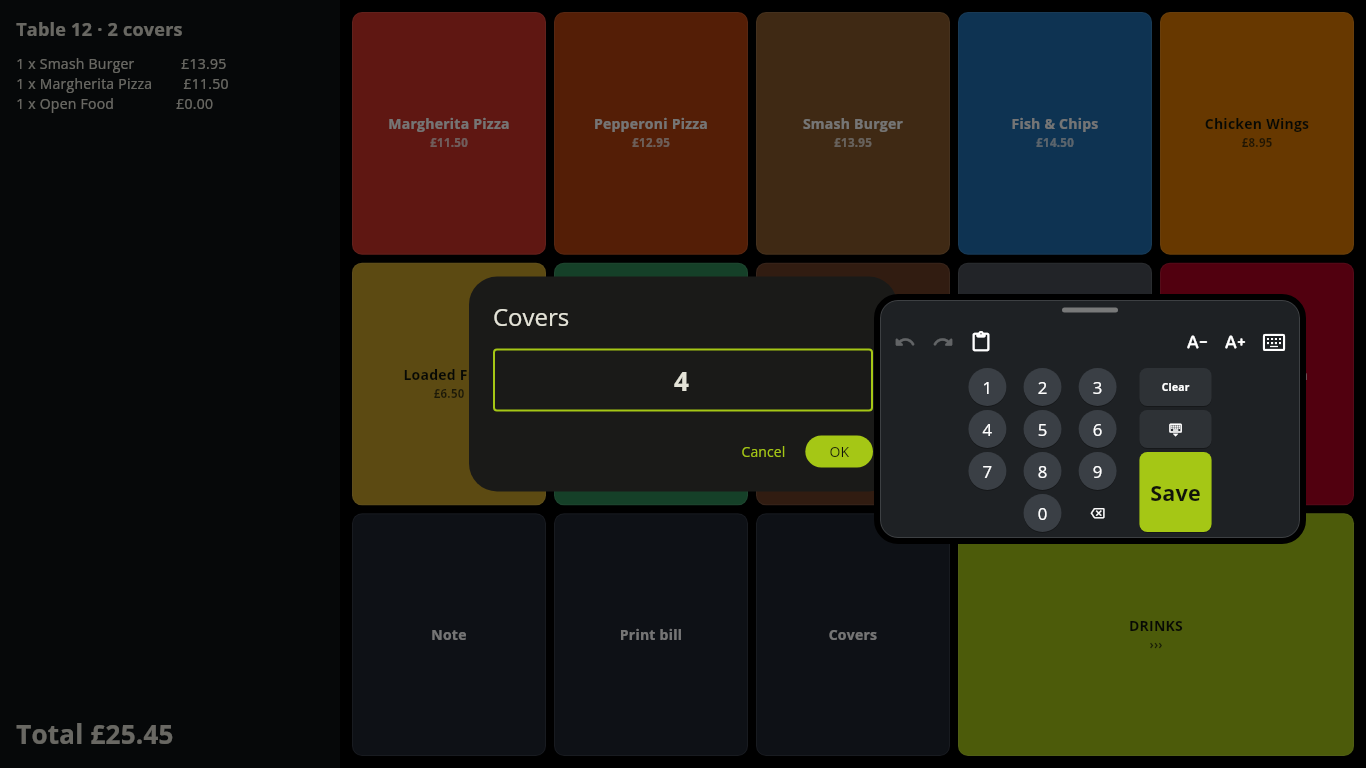 Table 12 · 2 covers
1 x Smash Burger £13.95
1 x Margherita Pizza £11.50
1 x Open Food £0.00
Total £25.45
Margherita Pizza
£11.50
Pepperoni Pizza
£12.95
Smash Burger
£13.95
Fish & Chips
£14.50
Chicken Wings
£8.95
Loaded F
£6.50
Covers
4
Cancel
OK
A−
A+
1 2 3
Clear
4 5 6
7 8 9
Save
0
Note
Print bill
Covers
DRINKS
›››